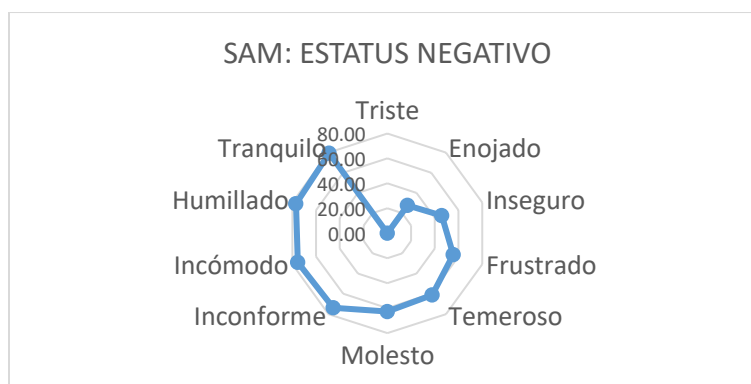 SAM: ESTATUS NEGATIVO
Triste
80.00
Tranquilo
Enojado
60.00
40.00
Humillado
Inseguro
20.00
0.00
Incómodo
Frustrado
Inconforme
Temeroso
Molesto